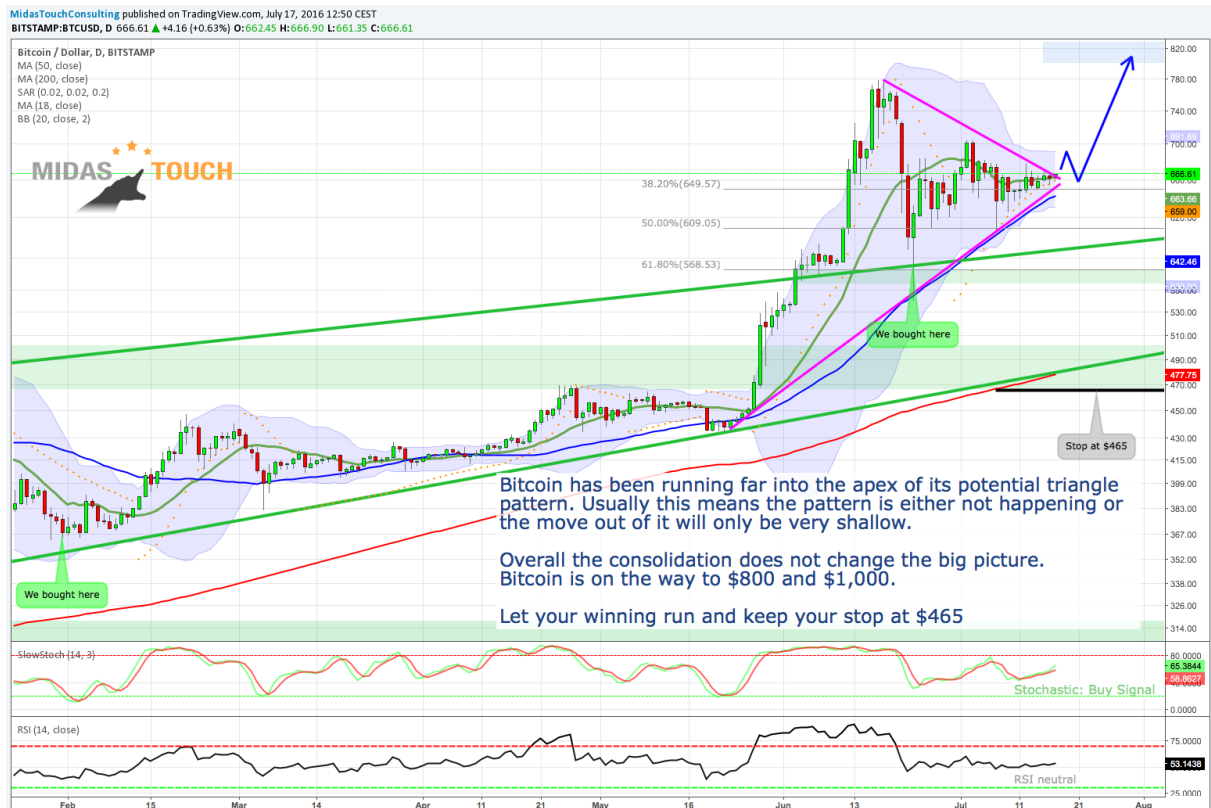 MidasTouchConsulting published on TradingView.com, July 17, 2016 12:50 CEST
BITSTAMP:BTCUSD, D 666.61 ▲ +4.16 (+0.63%) O:662.45 H:666.90 L:661.35 C:666.61
Bitcoin / Dollar, D, BITSTAMP
MA (50, close)
MA (200, close)
SAR (0.02, 0.02, 0.2)
MA (18, close)
BB (20, close, 2)
MIDAS TOUCH
38.20%(649.57)
50.00%(609.05)
61.80%(568.53)
We bought here
We bought here
Stop at $465
Bitcoin has been running far into the apex of its potential triangle
pattern. Usually this means the pattern is either not happening or
the move out of it will only be very shallow.
Overall the consolidation does not change the big picture.
Bitcoin is on the way to $800 and $1,000.
Let your winning run and keep your stop at $465
820.00
780.00
740.00
700.00
666.61
663.66
659.00
642.46
530.00
510.00
490.00
477.75
470.00
450.00
430.00
415.00
399.00
383.00
367.00
352.00
338.00
326.00
314.00
SlowStoch (14, 3)
80.0000
65.3844
58.8627
Stochastic: Buy Signal
0.0000
RSI (14, close)
75.0000
53.1438
RSI neutral
25.0000
Feb 15 Mar 14 Apr 11 21 May 16 Jun 13 Jul 11 21 Aug